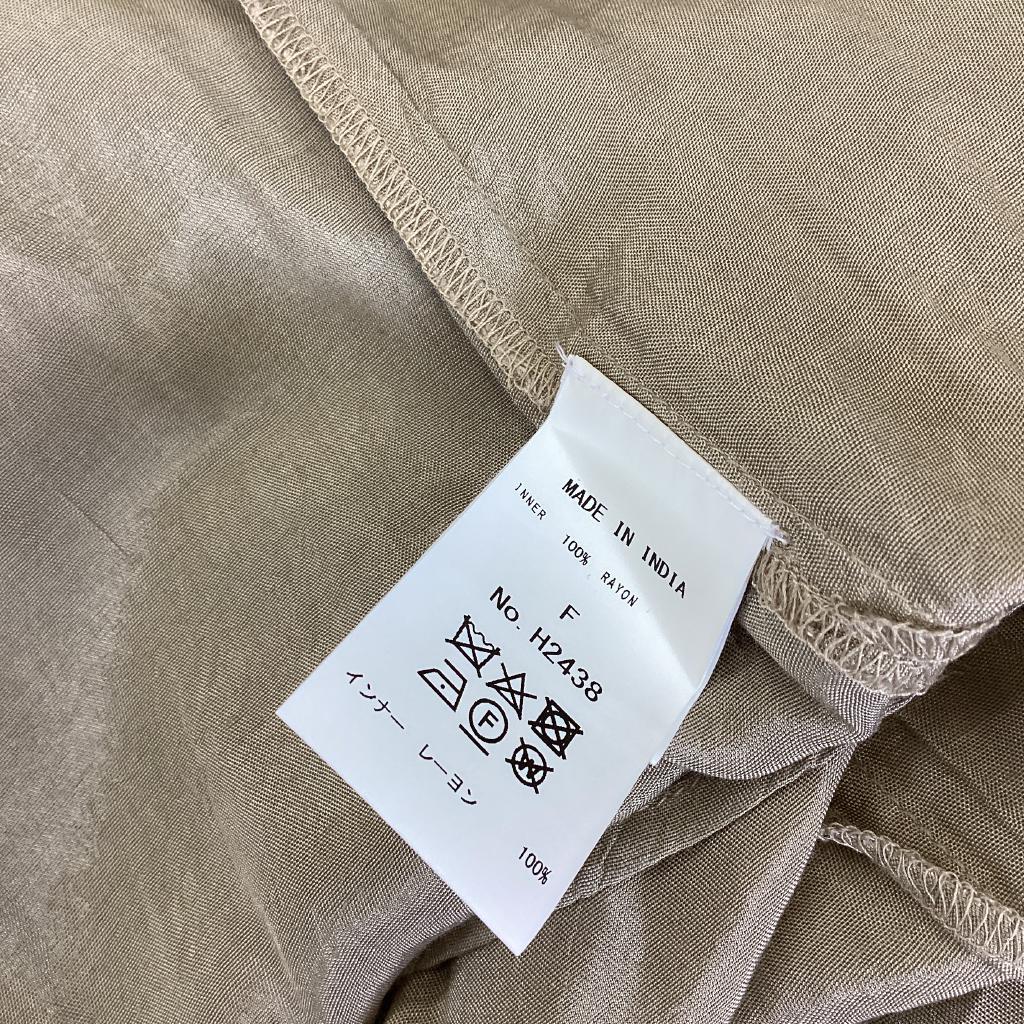 MADE IN INDIA
INNER
100% RAYON
F
No. H2438
F
W
インナー レーヨン
100%